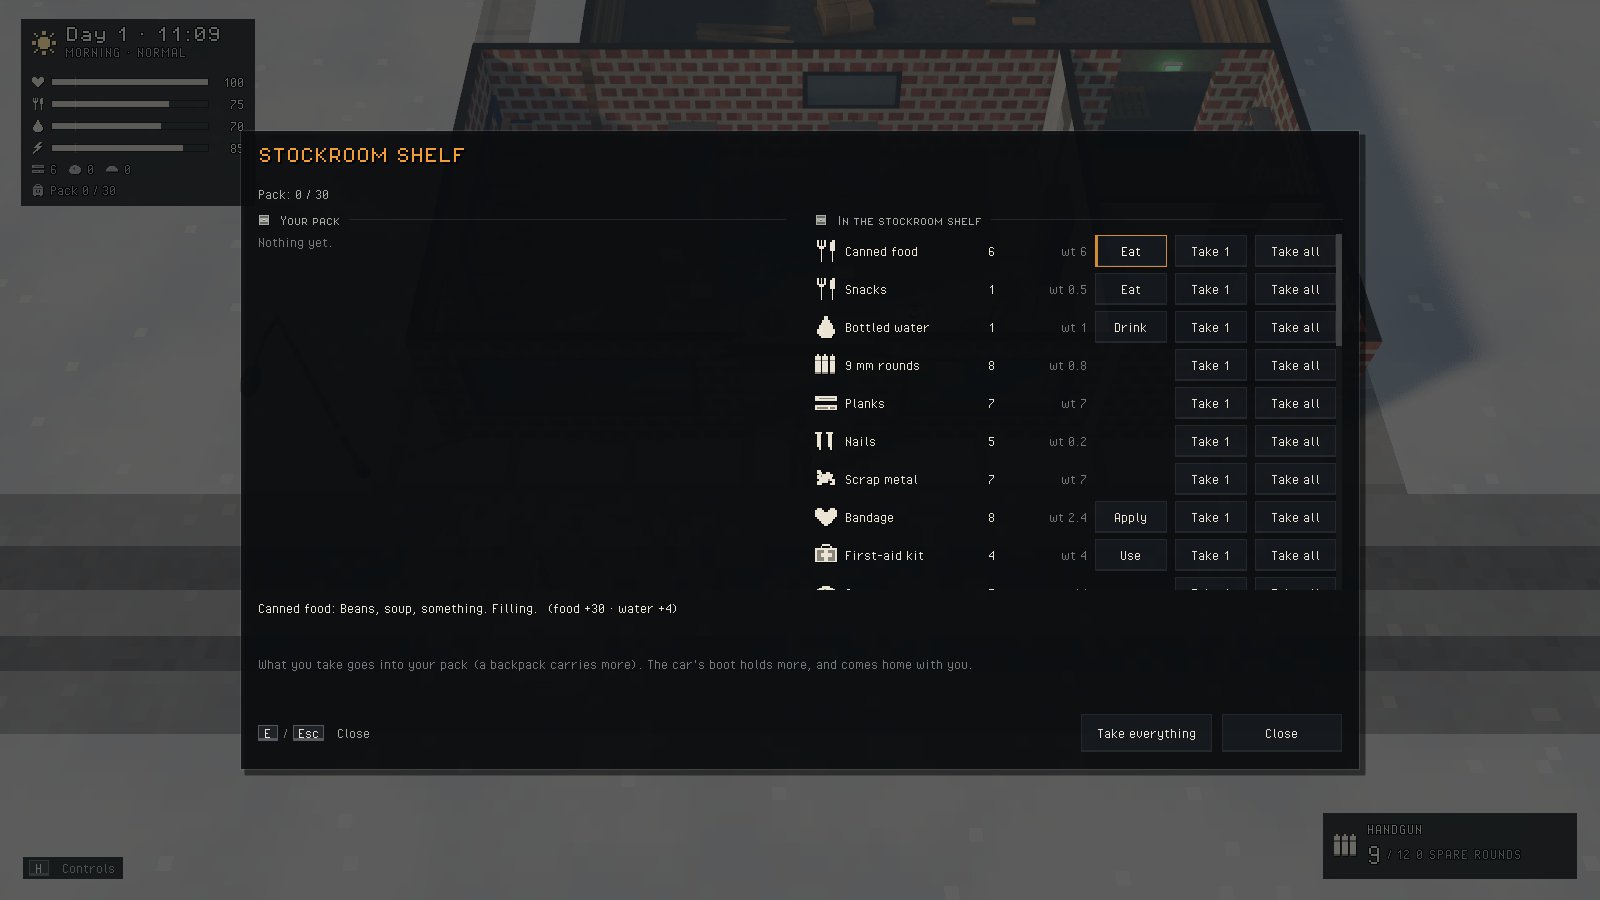 Day 1 · 11:09
MORNING · NORMAL
100
75
70
85
6 0 0
Pack 0 / 30
STOCKROOM SHELF
Pack: 0 / 30
YOUR PACK
Nothing yet.
IN THE STOCKROOM SHELF
Canned food 6 wt 6 Eat Take 1 Take all
Snacks 1 wt 0.5 Eat Take 1 Take all
Bottled water 1 wt 1 Drink Take 1 Take all
9 mm rounds 8 wt 0.8 Take 1 Take all
Planks 7 wt 7 Take 1 Take all
Nails 5 wt 0.2 Take 1 Take all
Scrap metal 7 wt 7 Take 1 Take all
Bandage 8 wt 2.4 Apply Take 1 Take all
First-aid kit 4 wt 4 Use Take 1 Take all
Canned food: Beans, soup, something. Filling. (food +30 · water +4)
What you take goes into your pack (a backpack carries more). The car's boot holds more, and comes home with you.
E / Esc Close
Take everything
Close
HANDGUN
9 / 12 0 SPARE ROUNDS
H Controls